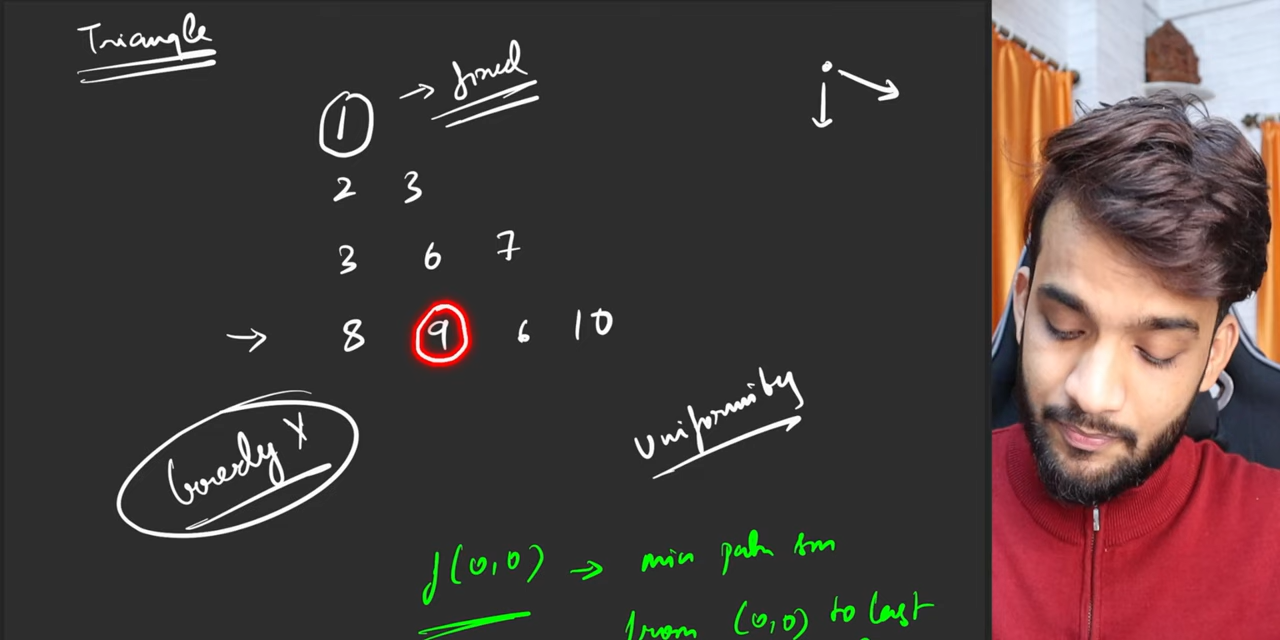 Triangle
1 → fixed
2 3
3 6 7
→ 8 9 6 10
Greedy X
Uniformity
f(0,0) → min path sum
from (0,0) to last